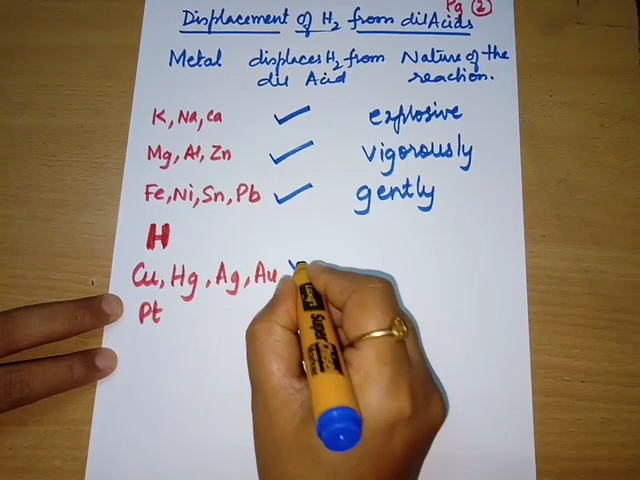 Pg 2
Displacement of H2 from dil Acids
Metal displaces H2 from dil Acid Nature of the reaction.
K, Na, Ca ✓ explosive
Mg, Al, Zn ✓ vigorously
Fe, Ni, Sn, Pb ✓ gently
H
Cu, Hg, Ag, Au
Pt
Super